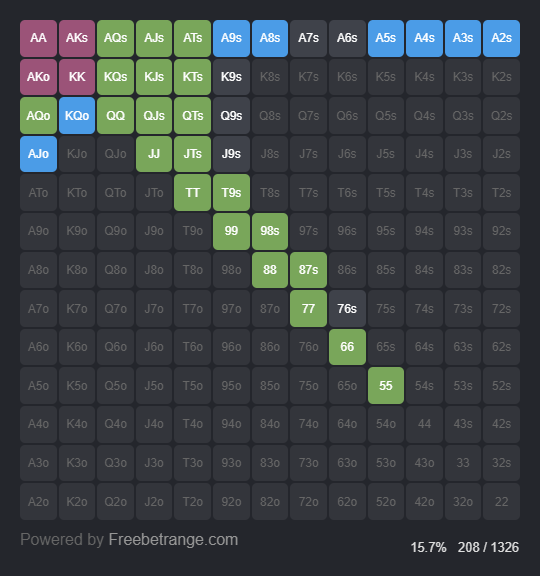 AA AKs AQs AJs ATs A9s A8s A7s A6s A5s A4s A3s A2s
AKo KK KQs KJs KTs K9s K8s K7s K6s K5s K4s K3s K2s
AQo KQo QQ QJs QTs Q9s Q8s Q7s Q6s Q5s Q4s Q3s Q2s
AJo KJo QJo JJ JTs J9s J8s J7s J6s J5s J4s J3s J2s
ATo KTo QTo JTo TT T9s T8s T7s T6s T5s T4s T3s T2s
A9o K9o Q9o J9o T9o 99 98s 97s 96s 95s 94s 93s 92s
A8o K8o Q8o J8o T8o 98o 88 87s 86s 85s 84s 83s 82s
A7o K7o Q7o J7o T7o 97o 87o 77 76s 75s 74s 73s 72s
A6o K6o Q6o J6o T6o 96o 86o 76o 66 65s 64s 63s 62s
A5o K5o Q5o J5o T5o 95o 85o 75o 65o 55 54s 53s 52s
A4o K4o Q4o J4o T4o 94o 84o 74o 64o 54o 44 43s 42s
A3o K3o Q3o J3o T3o 93o 83o 73o 63o 53o 43o 33 32s
A2o K2o Q2o J2o T2o 92o 82o 72o 62o 52o 42o 32o 22
Powered by Freebetrange.com
15.7% 208 / 1326